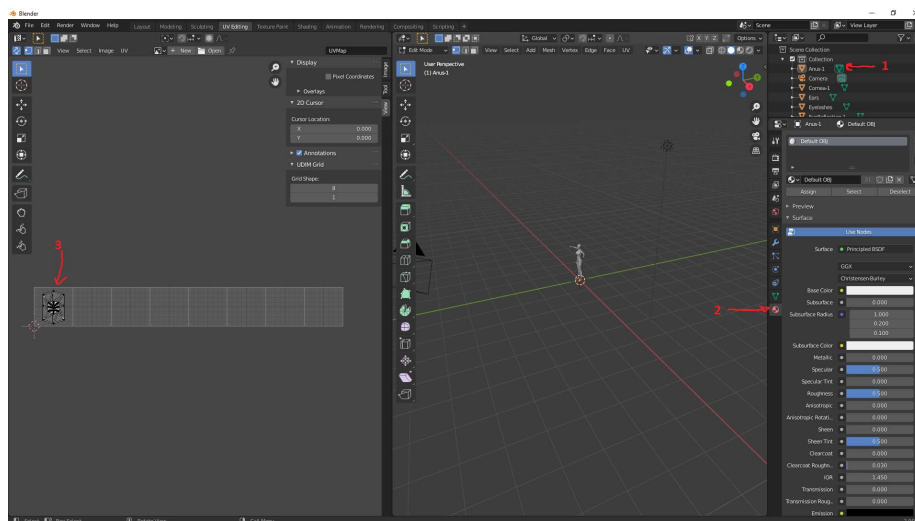 Blender
File Edit Render Window Help Layout Modeling Sculpting UV Editing Texture Paint Shading Animation Rendering Compositing Scripting + Scene View Layer
View Select Image UV + New Open UVMap
Global Options
Edit Mode View Select Add Mesh Vertex Edge Face UV
User Perspective
(1) Anus-1
Display
Pixel Coordinates
Overlays
2D Cursor
Cursor Location:
X 0.000
Y 0.000
Annotations
UDIM Grid
Grid Shape:
8
1
Image
Tool
View
X Y Z
Scene Collection
Collection
Anus-1
1
Camera
Cornea-1
Ears
Eyelashes
Anus-1 Default OBJ
Default OBJ
Default OBJ
Assign Select Deselect
Preview
Surface
Use Nodes
Surface Principled BSDF
GGX
Christensen-Burley
Base Color
Subsurface 0.000
Subsurface Radius 1.000
0.200
0.100
Subsurface Color
Metallic 0.000
Specular 0.500
Specular Tint 0.000
Roughness 0.500
Anisotropic 0.000
Anisotropic Rotati.. 0.000
Sheen 0.000
Sheen Tint 0.500
Clearcoat 0.000
Clearcoat Roughn.. 0.030
IOR 1.450
Transmission 0.000
Transmission Roug.. 0.000
Emission
2
3